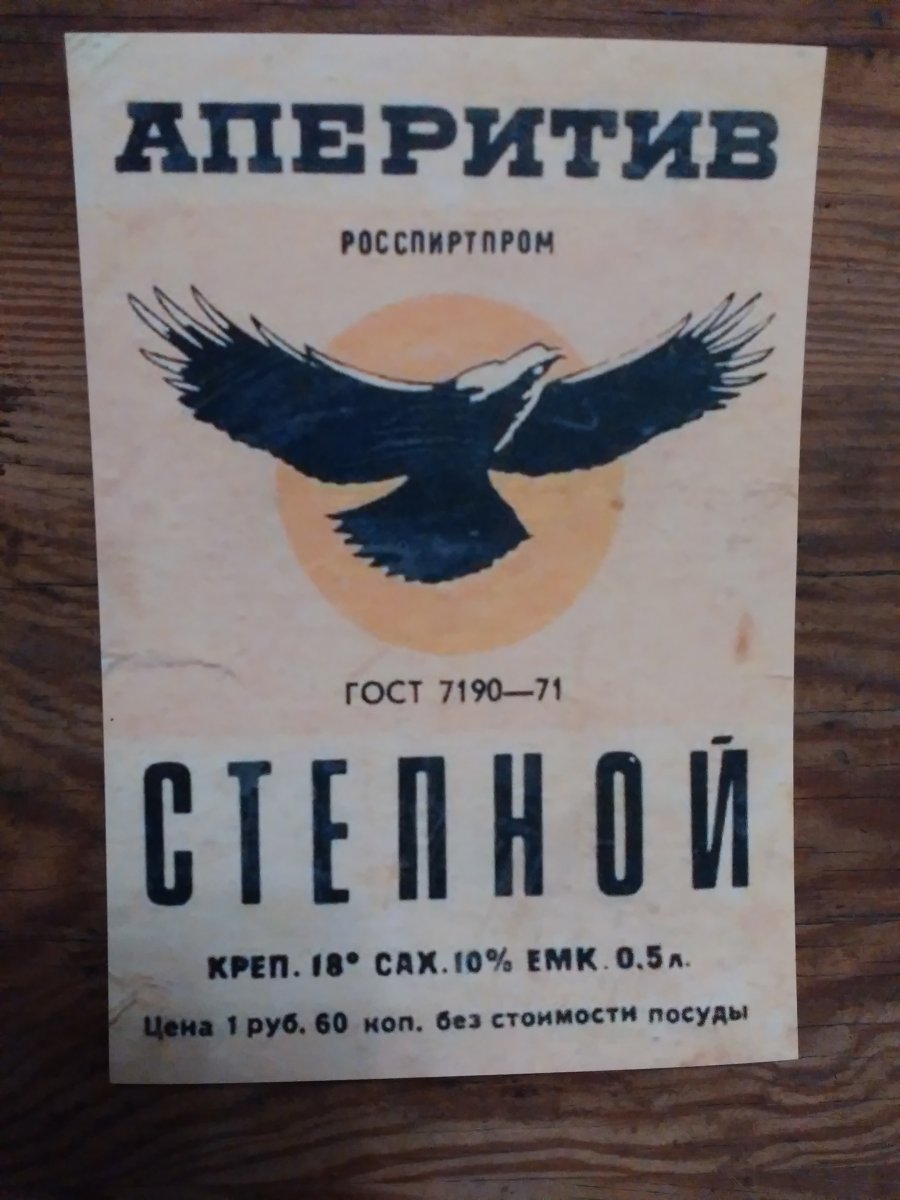 АПЕРИТИВ
РОССПИРТПРОМ
ГОСТ 7190—71
СТЕПНОЙ
КРЕП. 18° САХ. 10% ЕМК. 0.5 л.
Цена 1 руб. 60 коп. без стоимости посуды